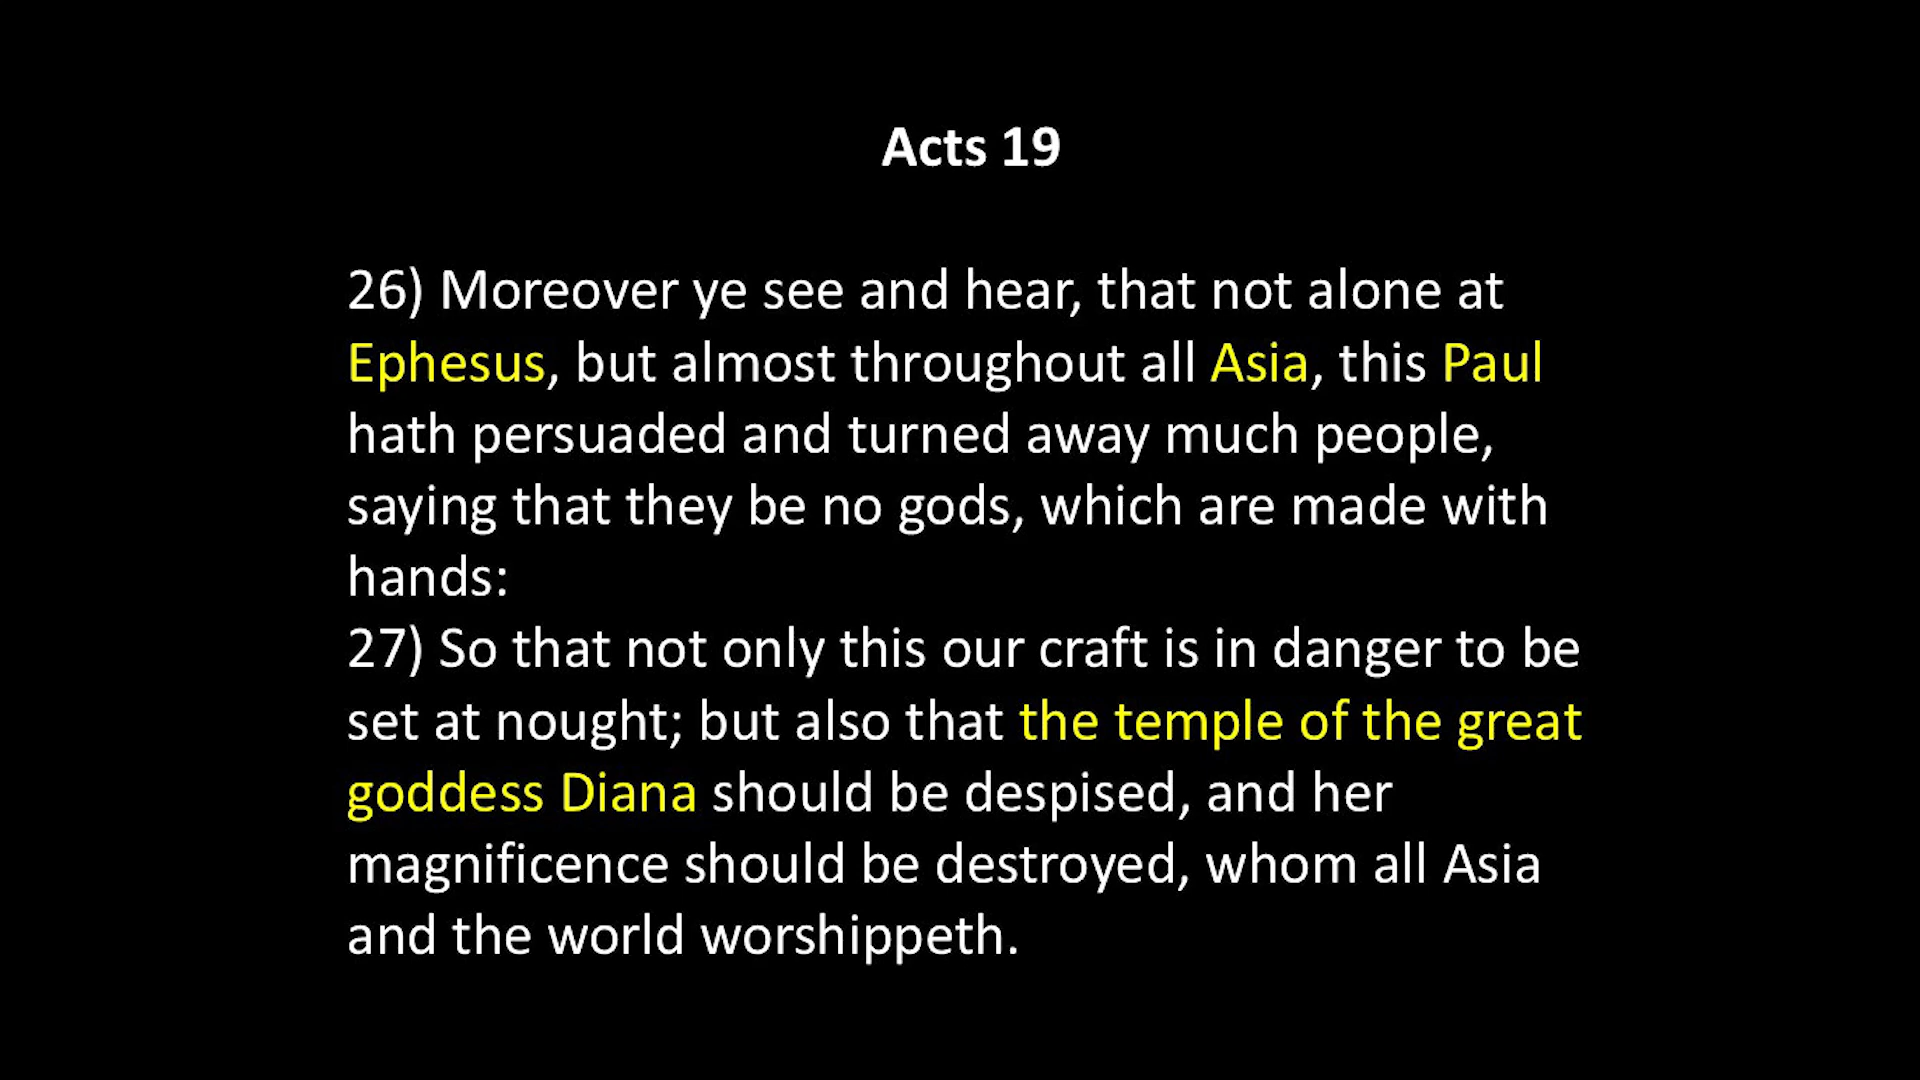 Acts 19
26) Moreover ye see and hear, that not alone at
Ephesus, but almost throughout all Asia, this Paul
hath persuaded and turned away much people,
saying that they be no gods, which are made with
hands:
27) So that not only this our craft is in danger to be
set at nought; but also that the temple of the great
goddess Diana should be despised, and her
magnificence should be destroyed, whom all Asia
and the world worshippeth.